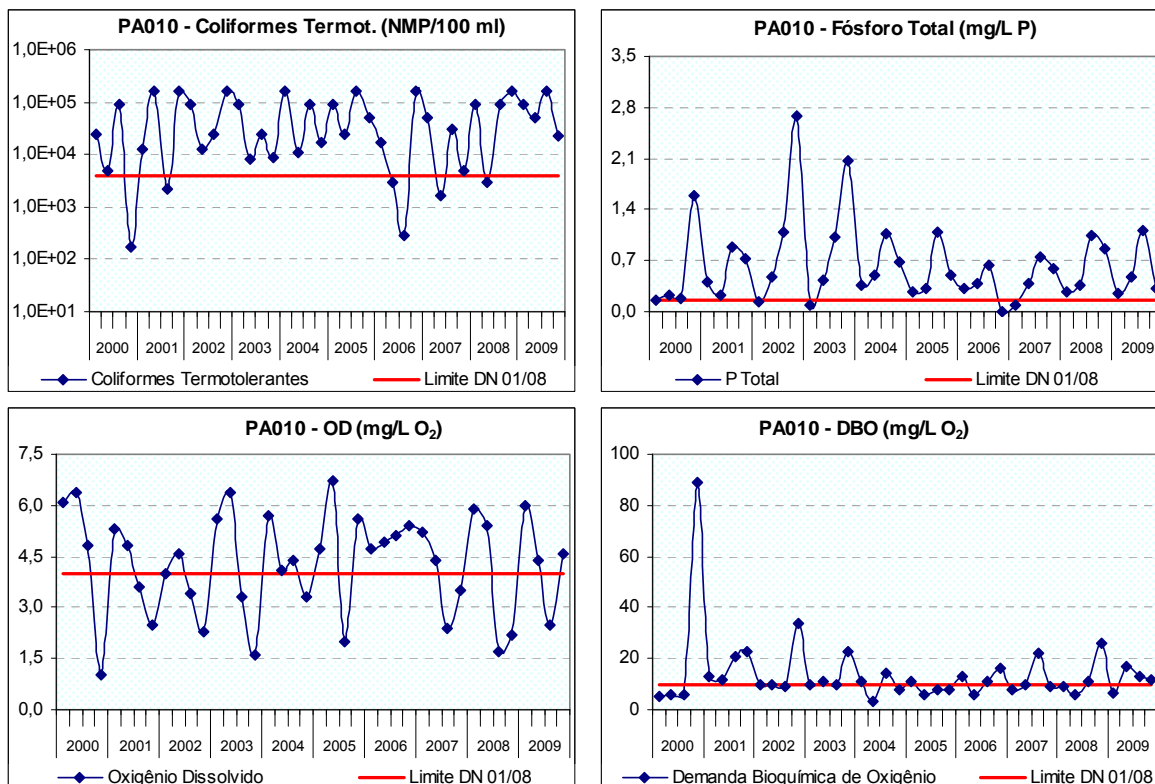 PA010 - Coliformes Termot. (NMP/100 ml)
1,0E+06
1,0E+05
1,0E+04
1,0E+03
1,0E+02
1,0E+01
2000 2001 2002 2003 2004 2005 2006 2007 2008 2009
Coliformes Termotolerantes Limite DN 01/08
PA010 - Fósforo Total (mg/L P)
3,5
2,8
2,1
1,4
0,7
0,0
2000 2001 2002 2003 2004 2005 2006 2007 2008 2009
P Total Limite DN 01/08
PA010 - OD (mg/L O₂)
7,5
6,0
4,5
3,0
1,5
0,0
2000 2001 2002 2003 2004 2005 2006 2007 2008 2009
Oxigênio Dissolvido Limite DN 01/08
PA010 - DBO (mg/L O₂)
100
80
60
40
20
0
2000 2001 2002 2003 2004 2005 2006 2007 2008 2009
Demanda Bioquímica de Oxigênio Limite DN 01/08